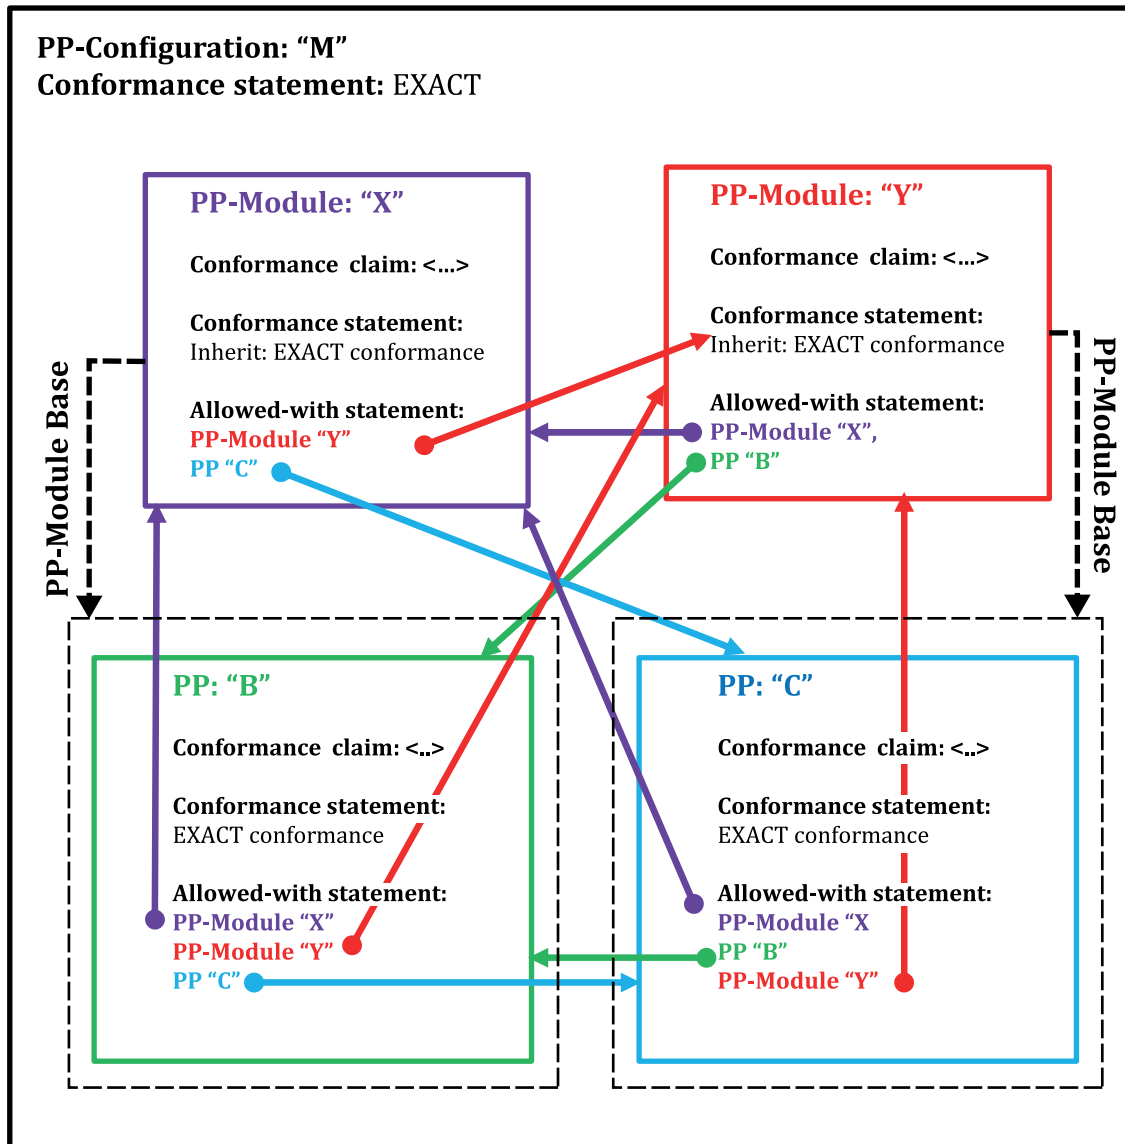 PP-Configuration: “M”
Conformance statement: EXACT
PP-Module: “X”
Conformance claim: <...>
Conformance statement:
Inherit: EXACT conformance
Allowed-with statement:
PP-Module “Y”
PP “C”
PP-Module: “Y”
Conformance claim: <...>
Conformance statement:
Inherit: EXACT conformance
Allowed-with statement:
PP-Module “X”,
PP “B”
PP-Module Base
PP-Module Base
PP: “B”
Conformance claim: <..>
Conformance statement:
EXACT conformance
Allowed-with statement:
PP-Module “X”
PP-Module “Y”
PP “C”
PP: “C”
Conformance claim: <..>
Conformance statement:
EXACT conformance
Allowed-with statement:
PP-Module “X
PP “B”
PP-Module “Y”